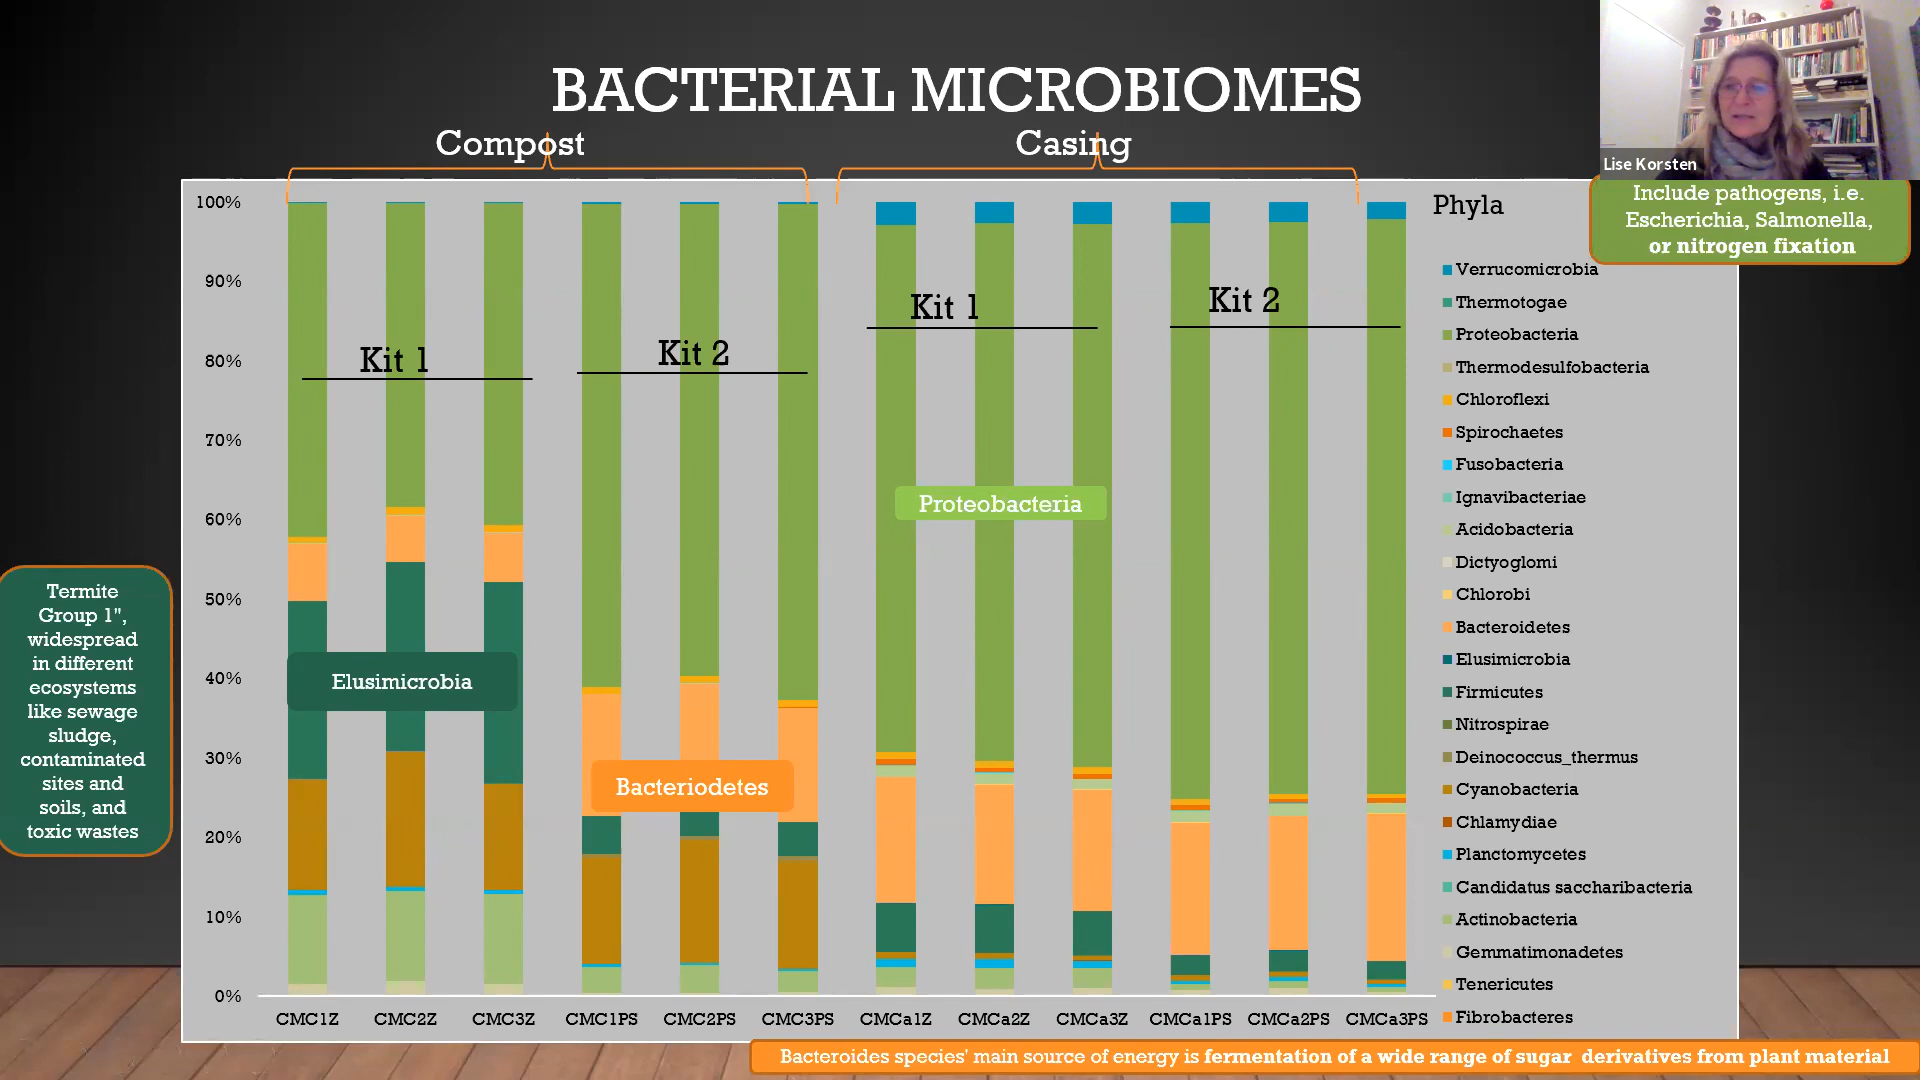 BACTERIAL MICROBIOMES
Compost
Casing
Lise Korsten
Include pathogens, i.e.
Escherichia, Salmonella,
or nitrogen fixation
Phyla
100%
90%
80%
70%
60%
50%
40%
30%
20%
10%
0%
Kit 1
Kit 2
Kit 1
Kit 2
Proteobacteria
Elusimicrobia
Bacteriodetes
Termite
Group 1",
widespread
in different
ecosystems
like sewage
sludge,
contaminated
sites and
soils, and
toxic wastes
Verrucomicrobia
Thermotogae
Proteobacteria
Thermodesulfobacteria
Chloroflexi
Spirochaetes
Fusobacteria
Ignavibacteriae
Acidobacteria
Dictyoglomi
Chlorobi
Bacteroidetes
Elusimicrobia
Firmicutes
Nitrospirae
Deinococcus_thermus
Cyanobacteria
Chlamydiae
Planctomycetes
Candidatus saccharibacteria
Actinobacteria
Gemmatimonadetes
Tenericutes
Fibrobacteres
CMC1Z CMC2Z CMC3Z CMC1PS CMC2PS CMC3PS CMCa1Z CMCa2Z CMCa3Z CMCa1PS CMCa2PS CMCa3PS
Bacteroides species' main source of energy is fermentation of a wide range of sugar derivatives from plant material